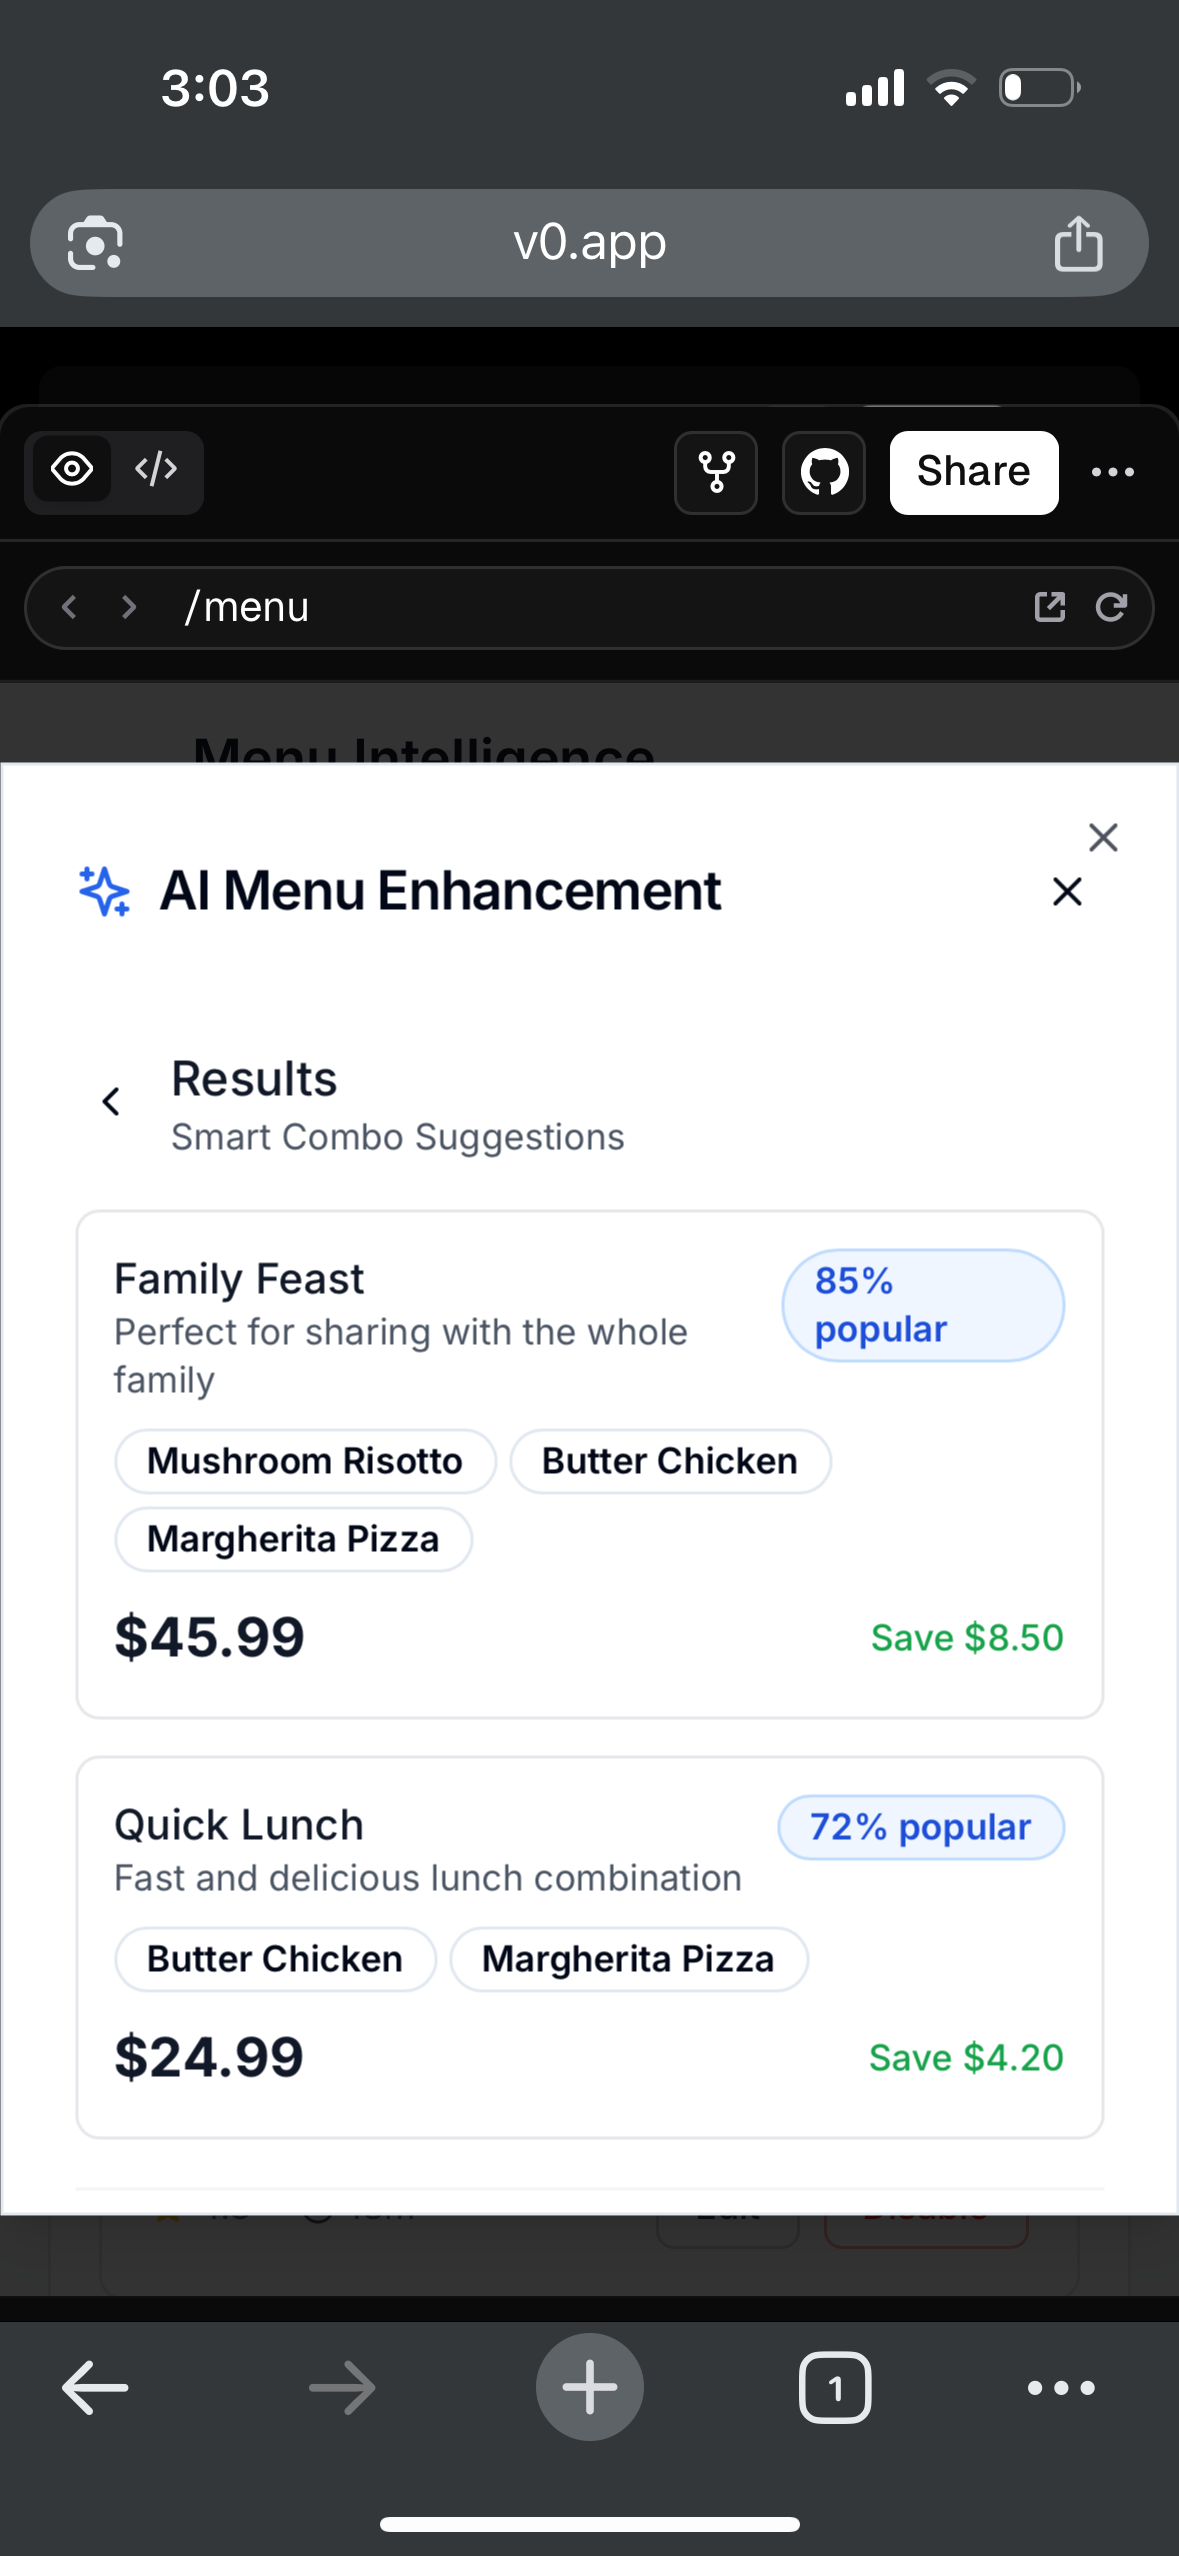 3:03
v0.app
Share
/menu
Menu Intelligence
AI Menu Enhancement
Results
Smart Combo Suggestions
Family Feast
85%
popular
Perfect for sharing with the whole
family
Mushroom Risotto
Butter Chicken
Margherita Pizza
$45.99
Save $8.50
Quick Lunch
72% popular
Fast and delicious lunch combination
Butter Chicken
Margherita Pizza
$24.99
Save $4.20
Edit
Disable
1